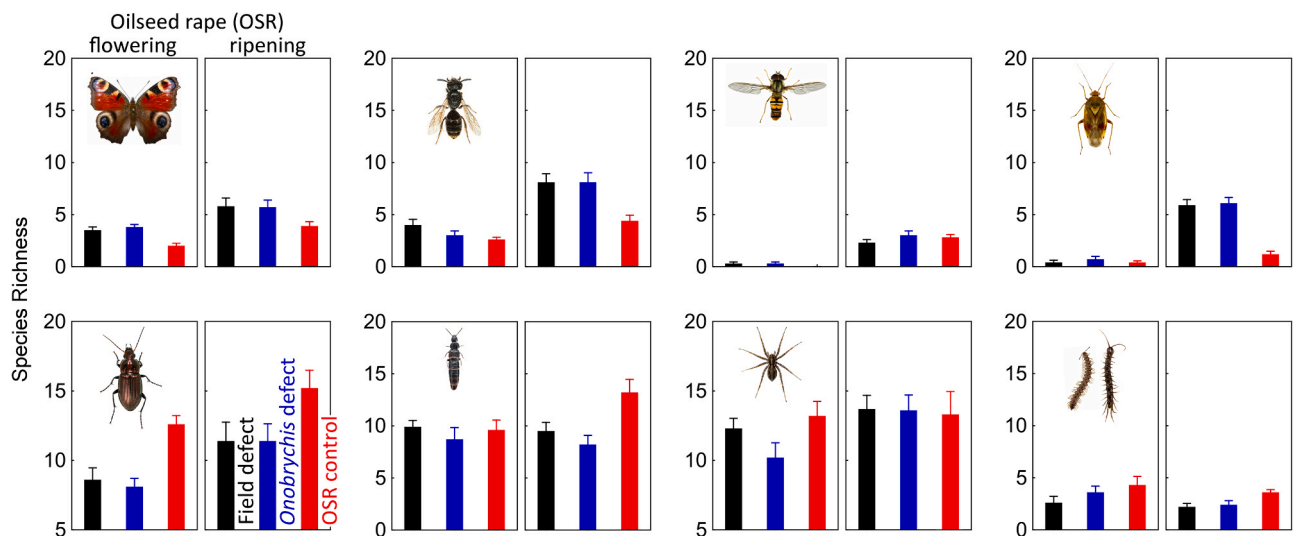 Oilseed rape (OSR)
flowering ripening
Species Richness
20 20 20 20
15 15 15 15
10 10 10 10
5 5 5 5
0 0 0 0
20 20 20 20
15 15 15 15
10 10 10 10
5 5 5 5
0 0
Field defect
Onobrychis defect
OSR control